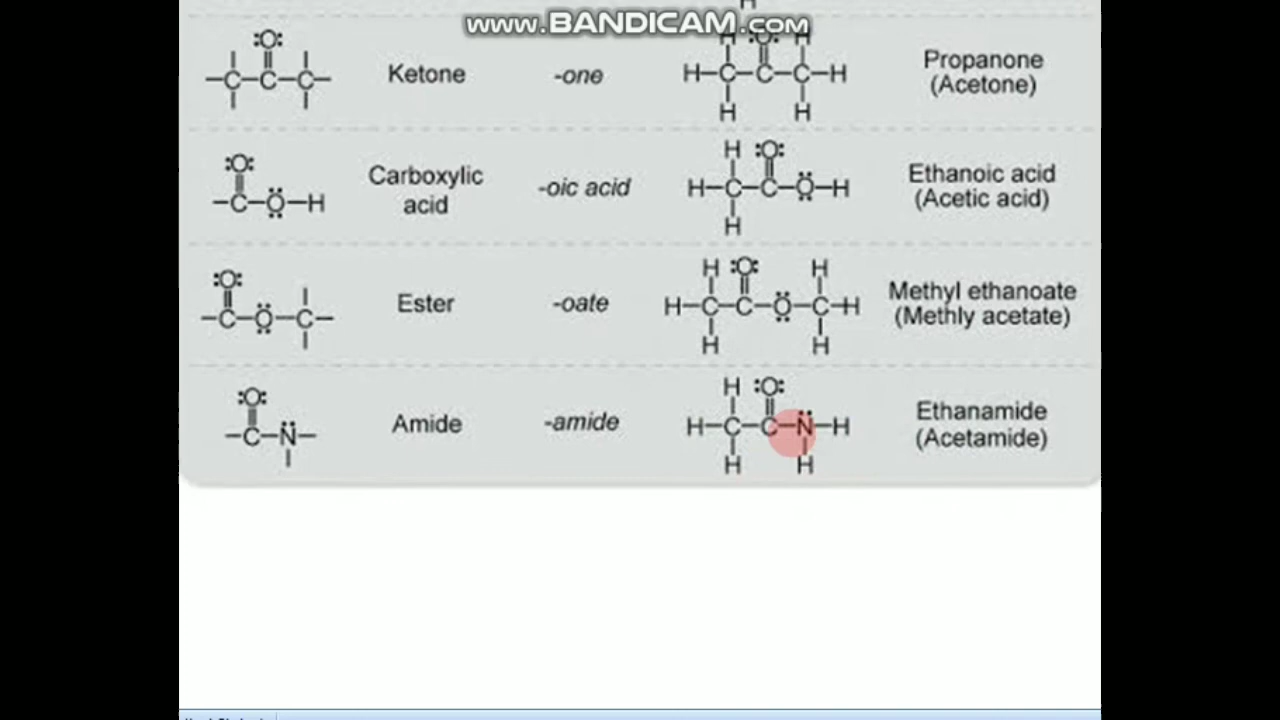 www.BANDICAM.com
Ketone
-one
Propanone
(Acetone)
Carboxylic
acid
-oic acid
Ethanoic acid
(Acetic acid)
Ester
-oate
Methyl ethanoate
(Methly acetate)
Amide
-amide
Ethanamide
(Acetamide)